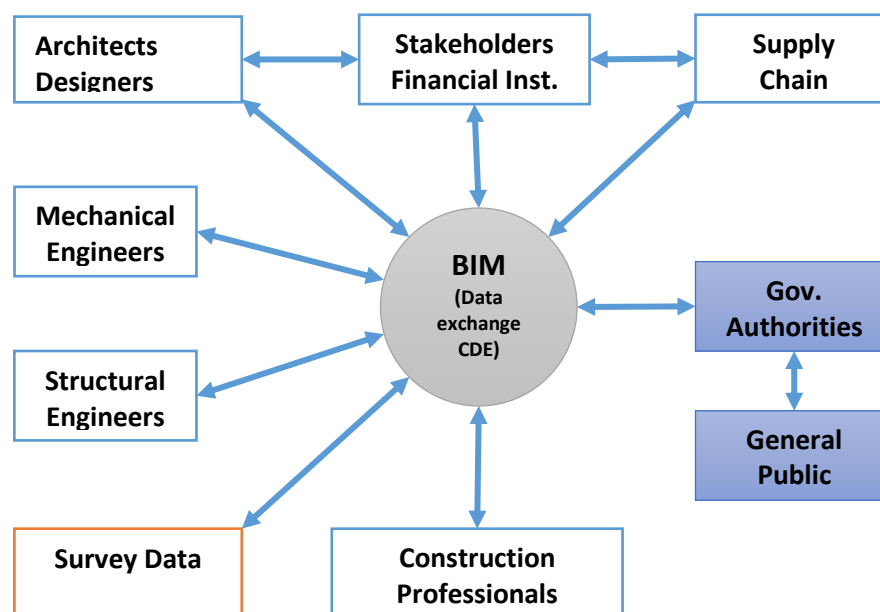 Architects
Designers
Stakeholders
Financial Inst.
Supply
Chain
Mechanical
Engineers
BIM
(Data
exchange
CDE)
Gov.
Authorities
Structural
Engineers
General
Public
Survey Data
Construction
Professionals